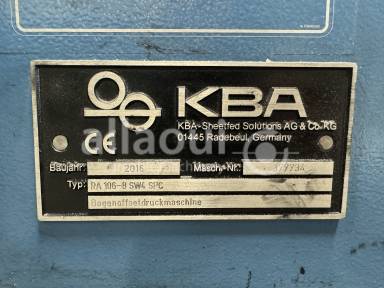 KBA
KBA-Sheetfed Solutions AG & Co. KG
01445 Radebeul, Germany
CE
Baujahr: 2016 Masch.-Nr.:
Typ: RA 106-8 SW4 SPC
Bogenoffsetdruckmaschine